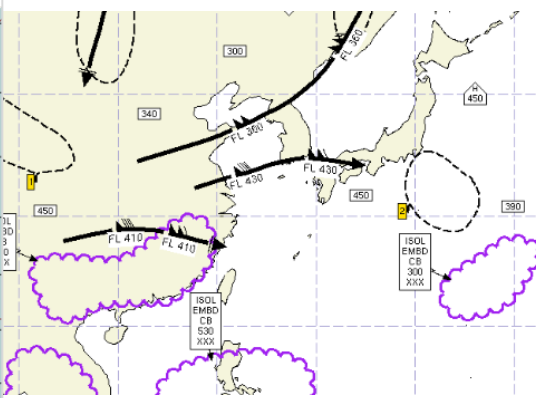 300
FL 360
H
450
340
FL 360
FL 430
FL 430
1
450
450
2
390
FL 410
FL 410
ISOL
EMBD
CB
300
XXX
ISOL
EMBD
CB
530
XXX